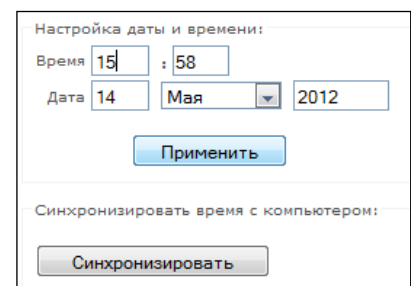 Настройка даты и времени:
Время 15 : 58
Дата 14 Мая 2012
Применить
Синхронизировать время с компьютером:
Синхронизировать